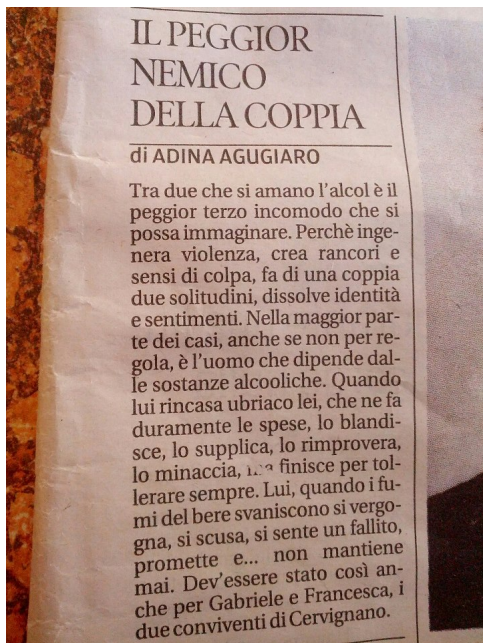 IL PEGGIOR
NEMICO
DELLA COPPIA
di ADINA AGUGIARO
Tra due che si amano l'alcol è il
peggior terzo incomodo che si
possa immaginare. Perchè inge-
nera violenza, crea rancori e
sensi di colpa, fa di una coppia
due solitudini, dissolve identità
e sentimenti. Nella maggior par-
te dei casi, anche se non per re-
gola, è l'uomo che dipende dal-
le sostanze alcooliche. Quando
lui rincasa ubriaco lei, che ne fa
duramente le spese, lo blandi-
sce, lo supplica, lo rimprovera,
lo minaccia, ma finisce per tol-
lerare sempre. Lui, quando i fu-
mi del bere svaniscono si vergo-
gna, si scusa, si sente un fallito,
promette e... non mantiene
mai. Dev'essere stato così an-
che per Gabriele e Francesca, i
due conviventi di Cervignano.